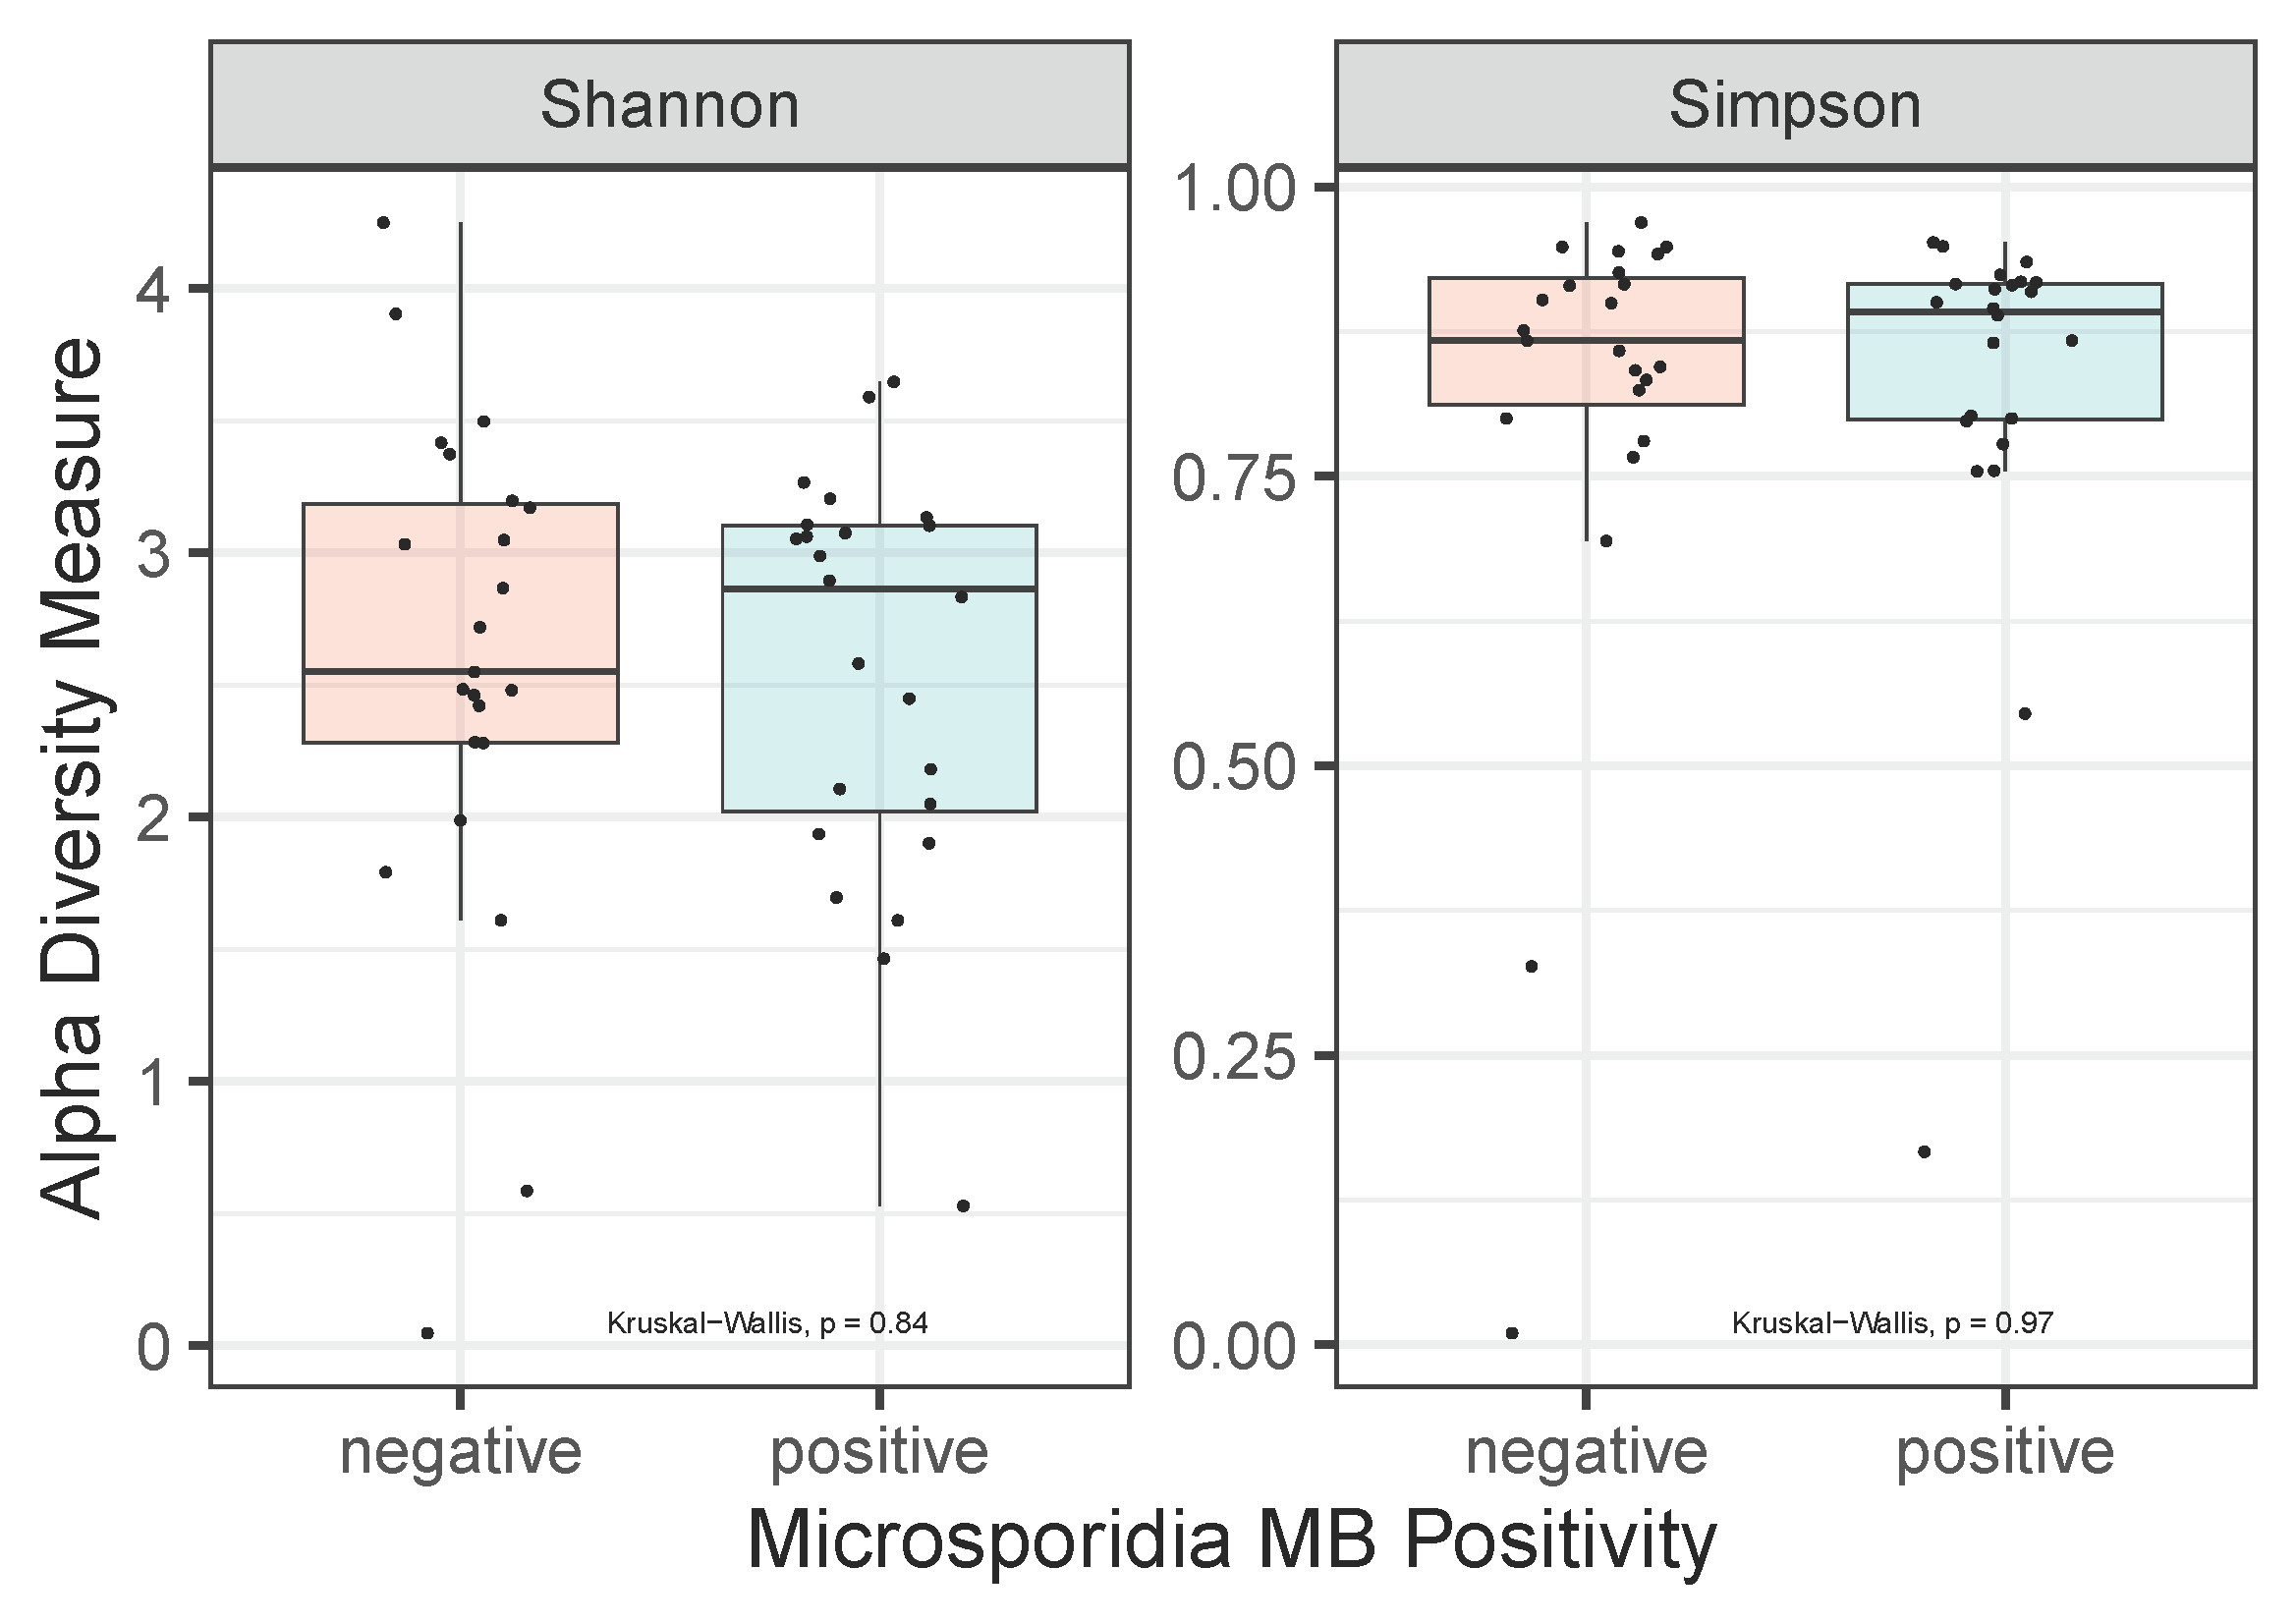 Shannon
Simpson
Alpha Diversity Measure
4
3
2
1
0
1.00
0.75
0.50
0.25
0.00
Kruskal−Wallis, p = 0.84
Kruskal−Wallis, p = 0.97
negative
positive
negative
positive
Microsporidia MB Positivity